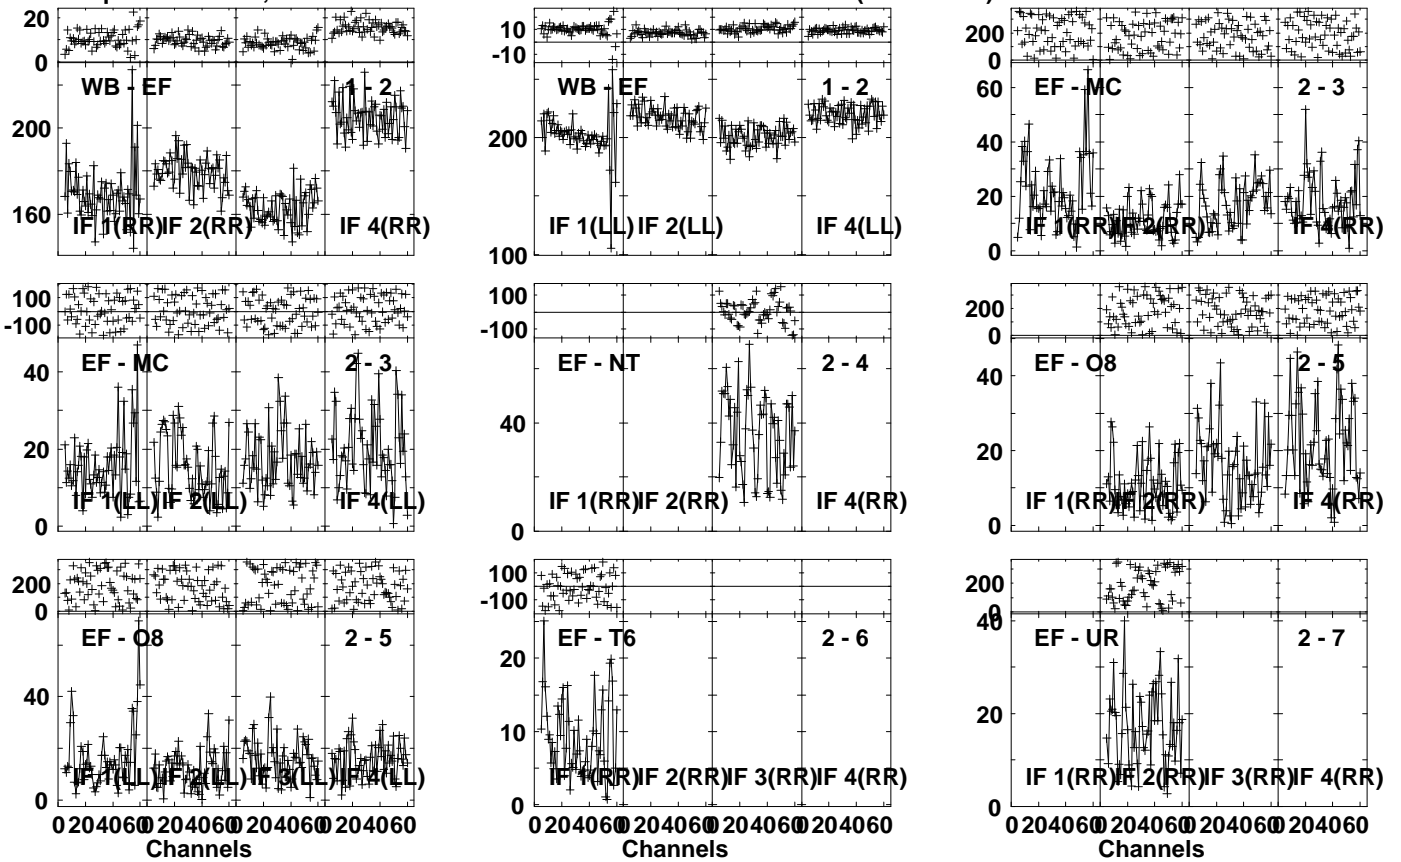 20
0
WB - EF 1 - 2
200
160
IF 1(RR) IF 2(RR) IF 4(RR)
10
-10
WB - EF 1 - 2
200
100
IF 1(LL) IF 2(LL) IF 4(LL)
200
0
EF - MC 2 - 3
60
40
20
0
IF 1(RR) IF 2(RR) IF 4(RR)
100
-100
EF - MC 2 - 3
40
20
0
IF 1(LL) IF 2(LL) IF 4(LL)
100
-100
EF - NT 2 - 4
40
0
IF 1(RR) IF 2(RR) IF 4(RR)
200
0
EF - O8 2 - 5
40
20
0
IF 1(RR) IF 2(RR) IF 4(RR)
200
0
EF - O8 2 - 5
40
0
IF 1(LL) IF 2(LL) IF 3(LL) IF 4(LL)
0 20 40 60 0 20 40 60 0 20 40 60 0 20 40 60
Channels
100
-100
EF - T6 2 - 6
20
10
0
IF 1(RR) IF 2(RR) IF 3(RR) IF 4(RR)
0 20 40 60 0 20 40 60 0 20 40 60 0 20 40 60
Channels
200
0
EF - UR 2 - 7
40
20
0
IF 1(RR) IF 2(RR) IF 3(RR) IF 4(RR)
0 20 40 60 0 20 40 60 0 20 40 60 0 20 40 60
Channels